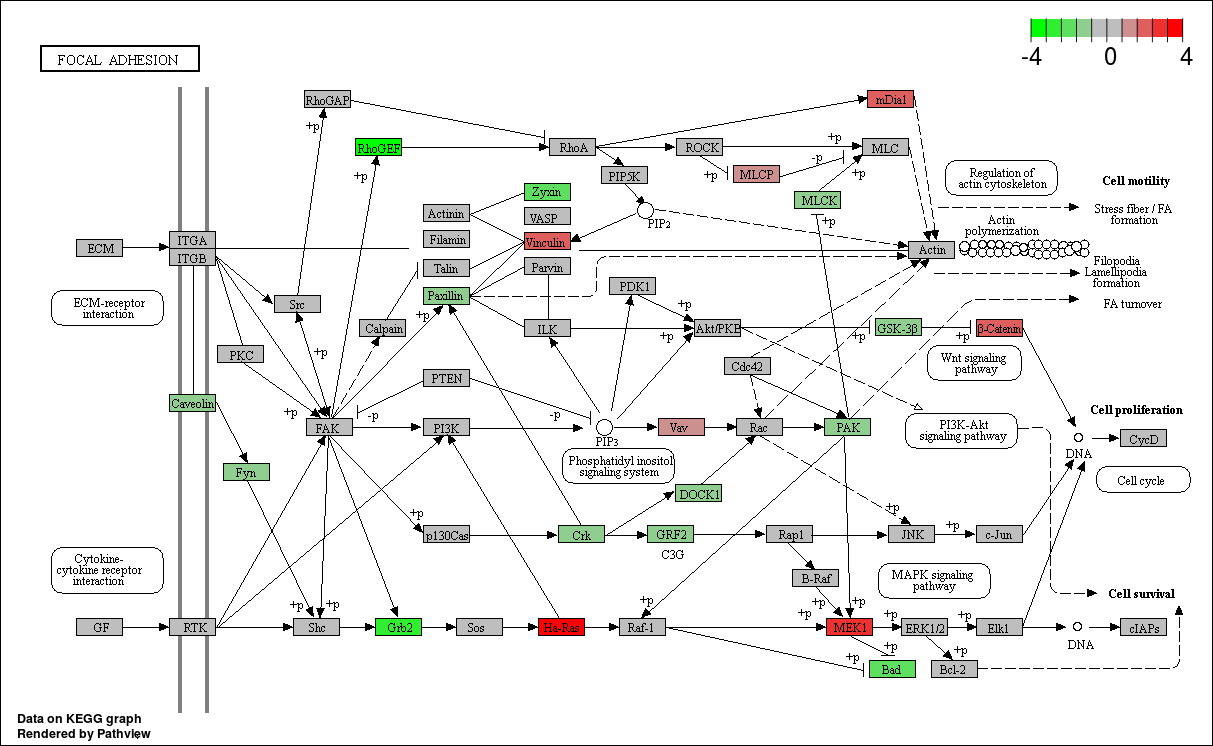 -4 0 4
FOCAL ADHESION
RhoGAP
mDia1
+p
RhoGEF
RhoA
ROCK
+p
MLC
-p
+p
MLCP
+p
PIP5K
+p
Regulation of
actin cytoskeleton
Cell motility
Zyxin
MLCK
Actinin
VASP
PIP2
Stress fiber / FA
formation
Actin
polymerization
ECM
ITGA
ITGB
Filamin
Vinculin
Actin
Talin
Parvin
Filopodia
Lamellipodia
formation
ECM-receptor
interaction
Src
Paxillin
PDK1
+p
FA turnover
+p
Calpain
ILK
+p
Akt/PKB
+p
GSK-3β
+p
β-Catenin
PKC
+p
Cdc42
Wnt signaling
pathway
PTEN
Caveolin
+p
-p
-p
Cell proliferation
FAK
PI3K
PIP3
Vav
Rac
PAK
PI3K-Akt
signaling pathway
CycD
DNA
Phosphatidyl inositol
signaling system
Fyn
Cell cycle
DOCK1
+p
+p
p130Cas
Crk
GRF2
Rap1
JNK
+p
c-Jun
C3G
Cytokine-
cytokine receptor
interaction
B-Raf
MAPK signaling
pathway
Cell survival
+p
+p
+p
+p
+p
+p
+p
+p
GF
RTK
Shc
Grb2
Sos
Ha-Ras
Raf-1
MEK1
ERK1/2
Elk1
cIAPs
DNA
+p
+p
+p
Bad
Bcl-2
Data on KEGG graph
Rendered by Pathview